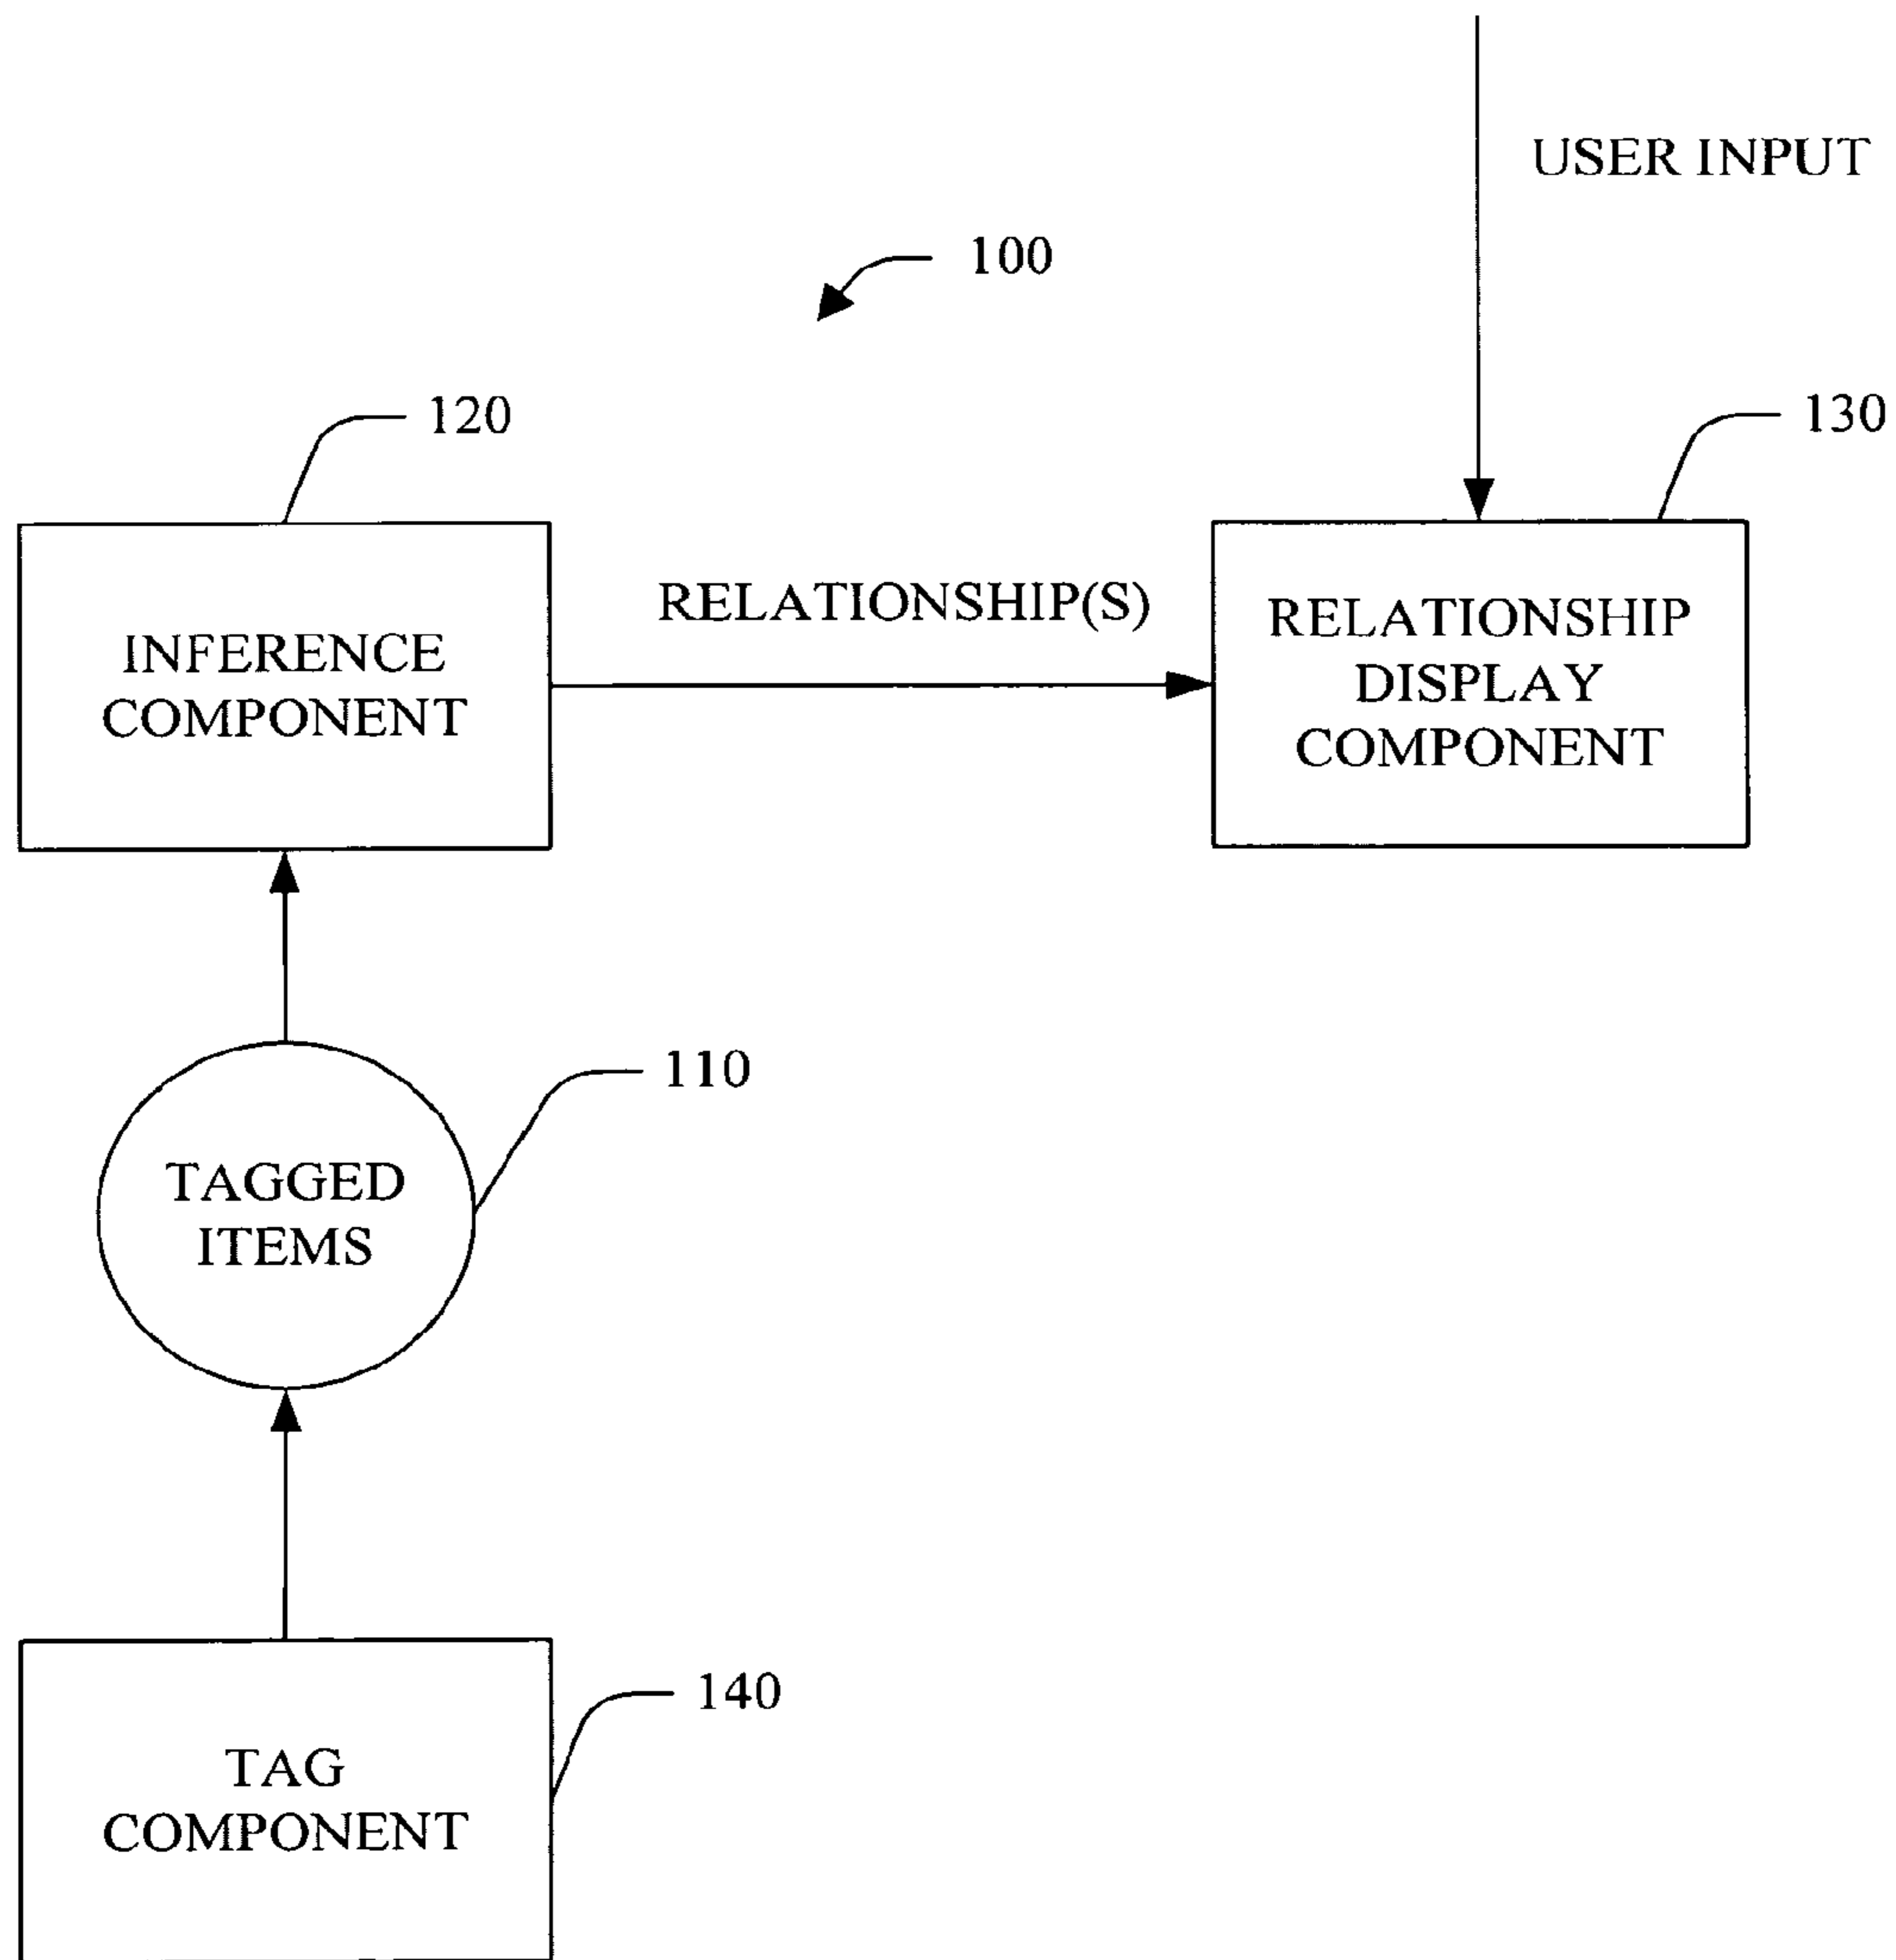 USER INPUT
100
120
130
RELATIONSHIP(S)
INFERENCE
COMPONENT
RELATIONSHIP
DISPLAY
COMPONENT
110
TAGGED
ITEMS
140
TAG
COMPONENT